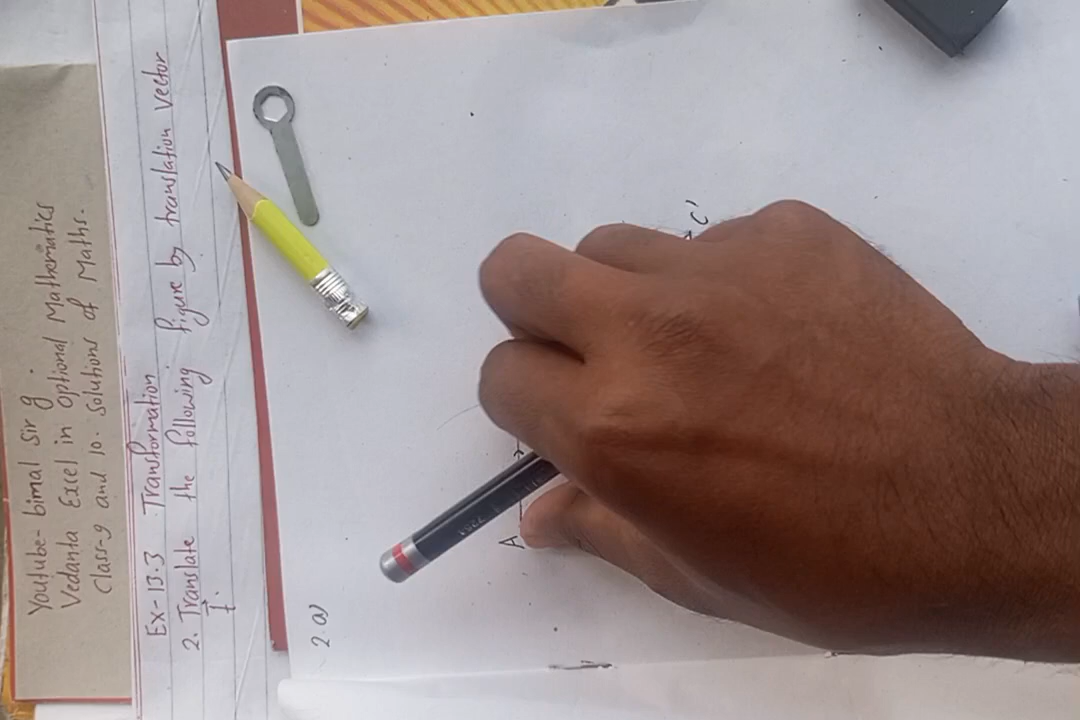 Youtube- bimal Sir g
Vedanta Excel in optional Mathematics
Class-9 and 10. Solutions of Maths.
Ex-13.3 Transformation
2. Translate the following figure by translation vector
T.
2.a)
A
C'